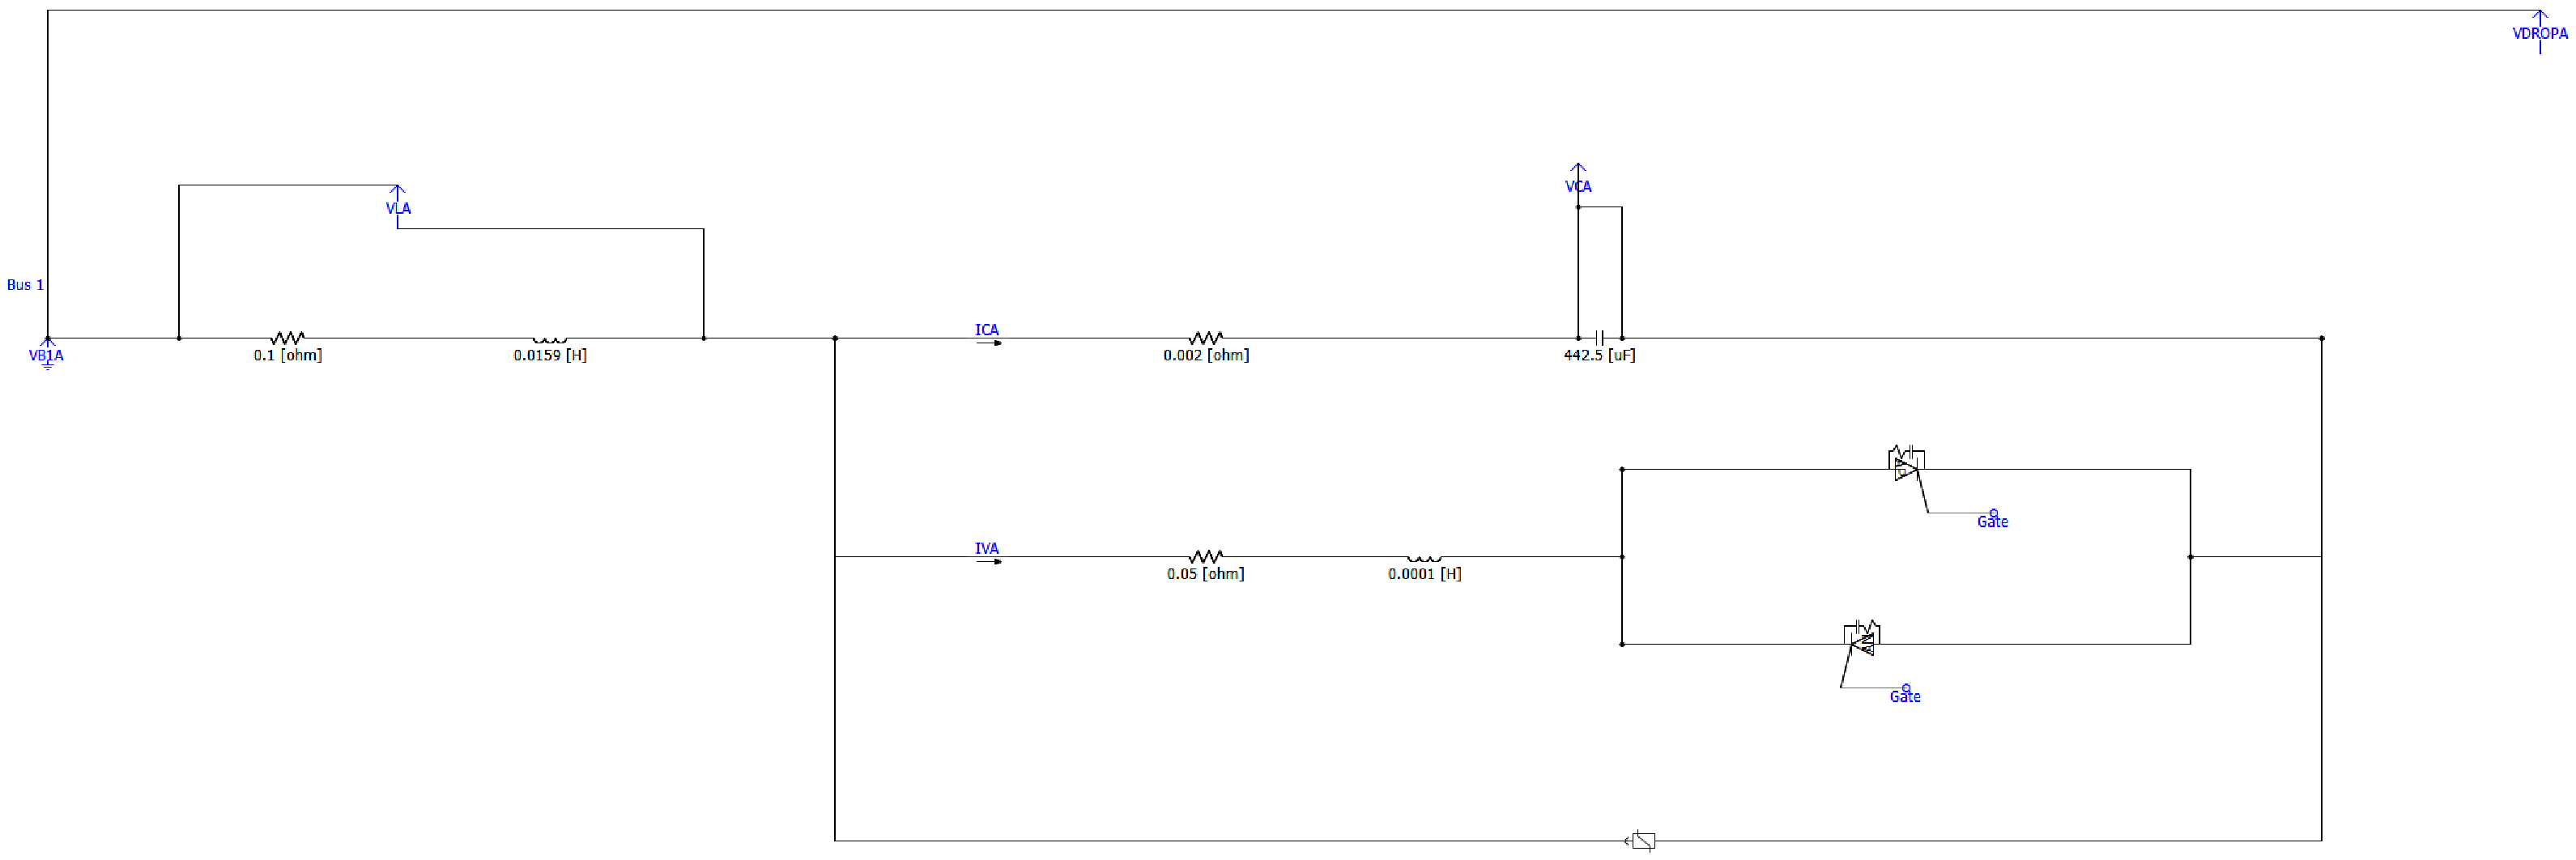 VDROPA
VCA
VLA
Bus 1
ICA
VB1A
0.1 [ohm]
0.0159 [H]
0.002 [ohm]
442.5 [uF]
Gate
IVA
0.05 [ohm]
0.0001 [H]
Gate